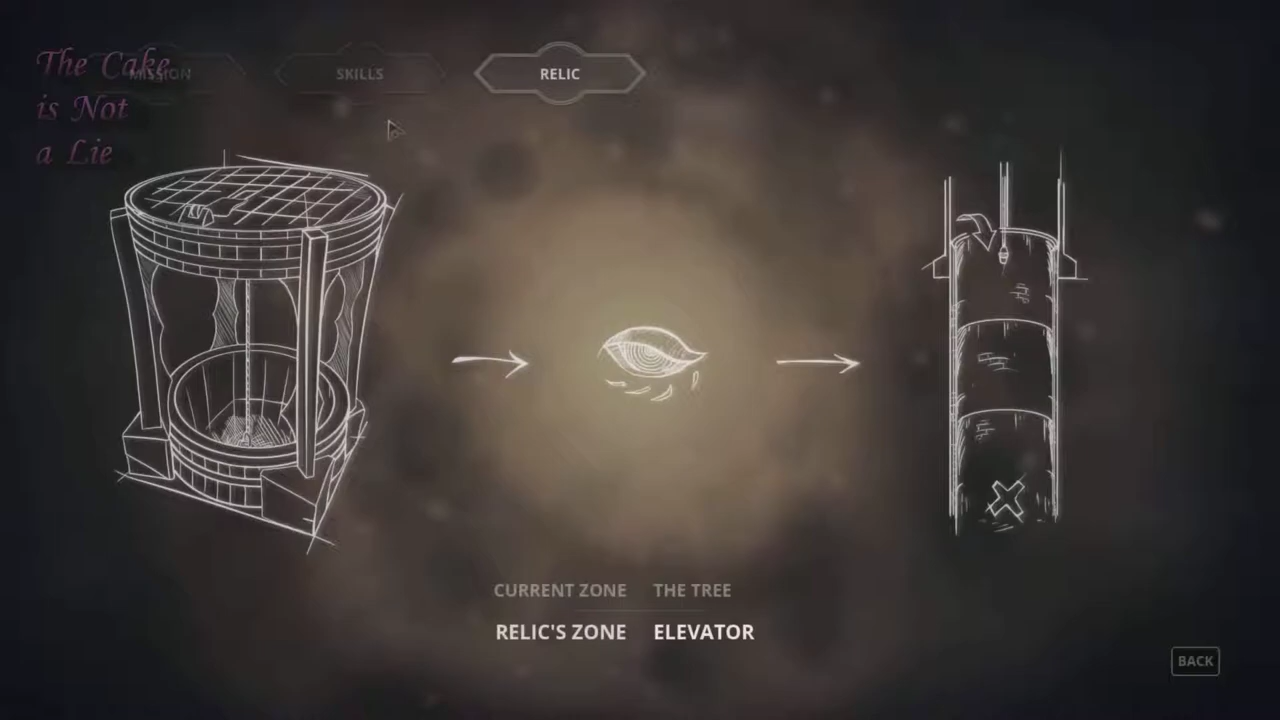 The Cake
is Not
a Lie
MISSION
SKILLS
RELIC
CURRENT ZONE THE TREE
RELIC'S ZONE ELEVATOR
BACK